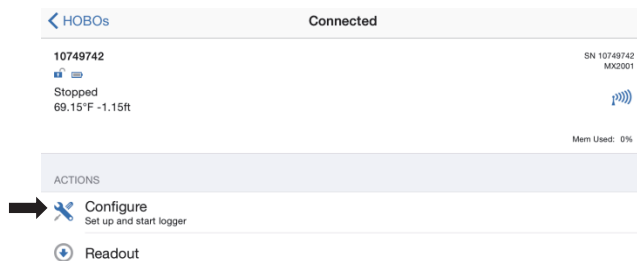 HOBOs
Connected
10749742
SN 10749742
MX2001
Stopped
69.15°F -1.15ft
Mem Used: 0%
ACTIONS
Configure
Set up and start logger
Readout